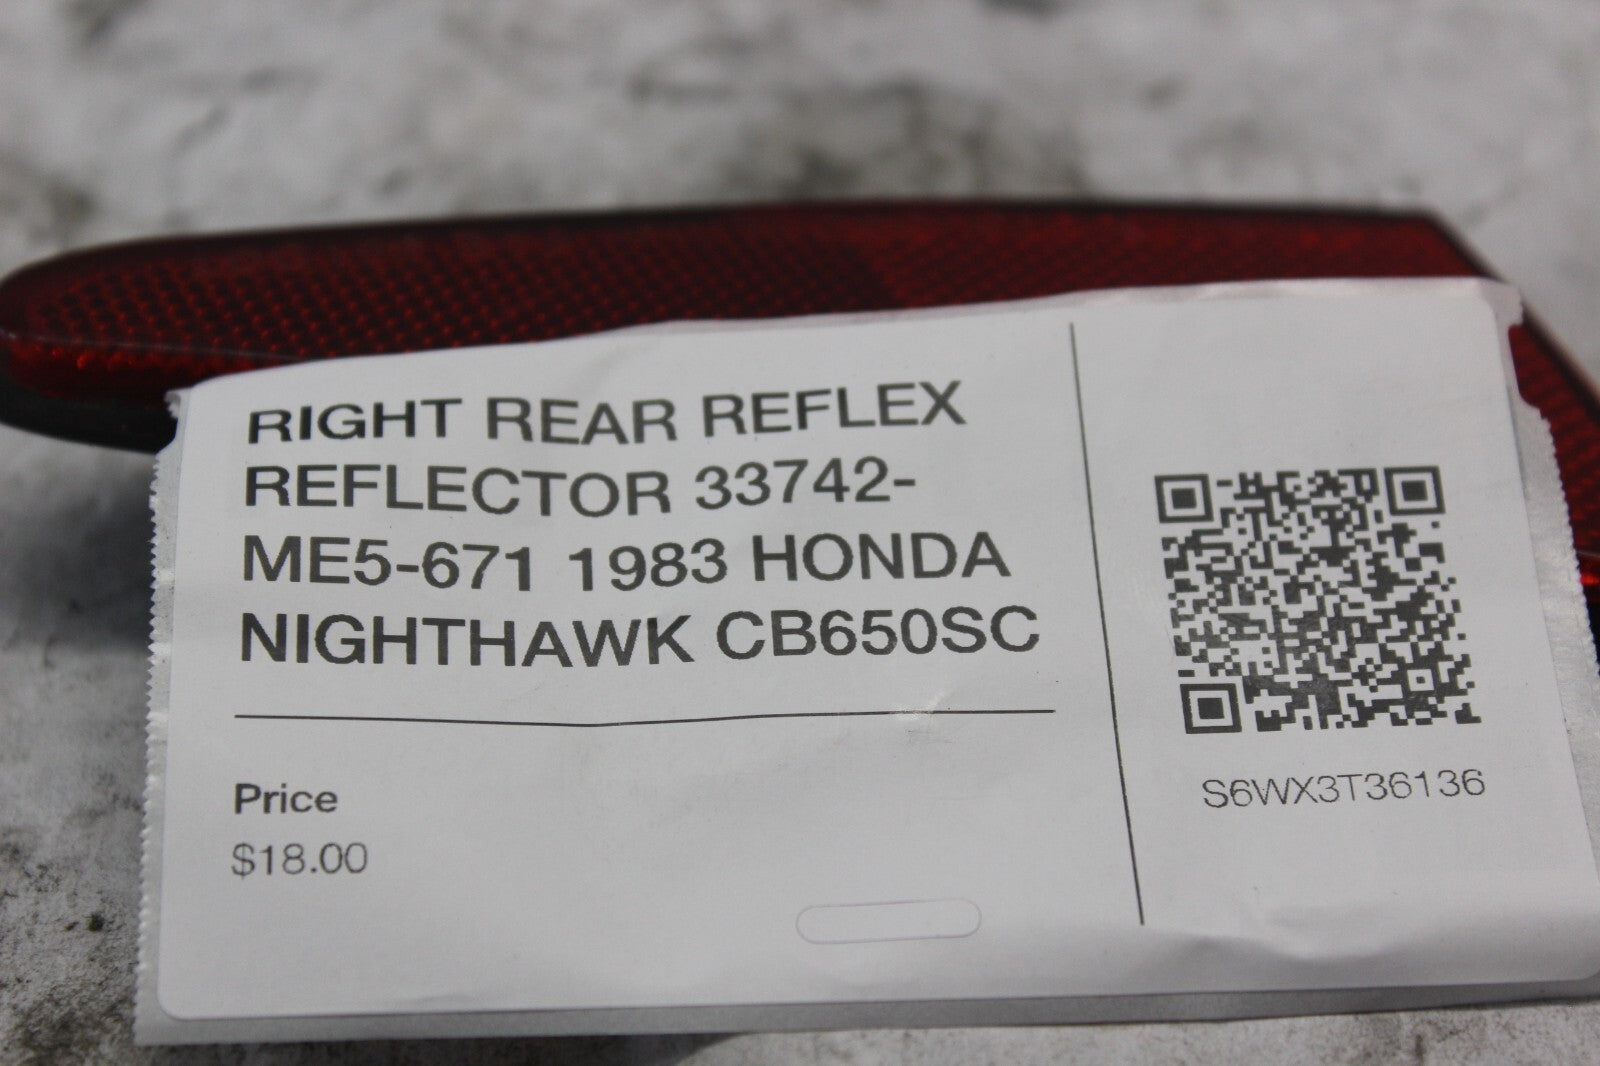 RIGHT REAR REFLEX
REFLECTOR 33742-
ME5-671 1983 HONDA
NIGHTHAWK CB650SC
Price
$18.00
S6WX3T36136